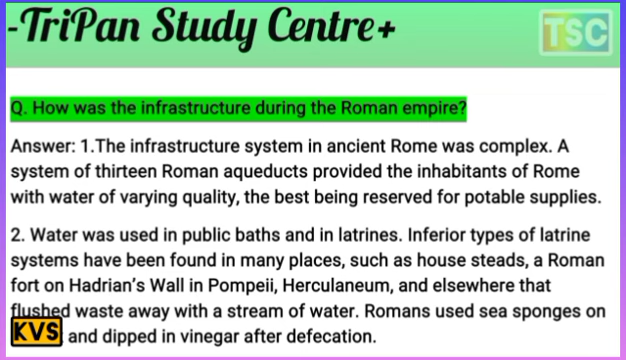 -TriPan Study Centre+
TSC
Q. How was the infrastructure during the Roman empire?
Answer: 1.The infrastructure system in ancient Rome was complex. A
system of thirteen Roman aqueducts provided the inhabitants of Rome
with water of varying quality, the best being reserved for potable supplies.
2. Water was used in public baths and in latrines. Inferior types of latrine
systems have been found in many places, such as house steads, a Roman
fort on Hadrian's Wall in Pompeii, Herculaneum, and elsewhere that
flushed waste away with a stream of water. Romans used sea sponges on
KVS and dipped in vinegar after defecation.